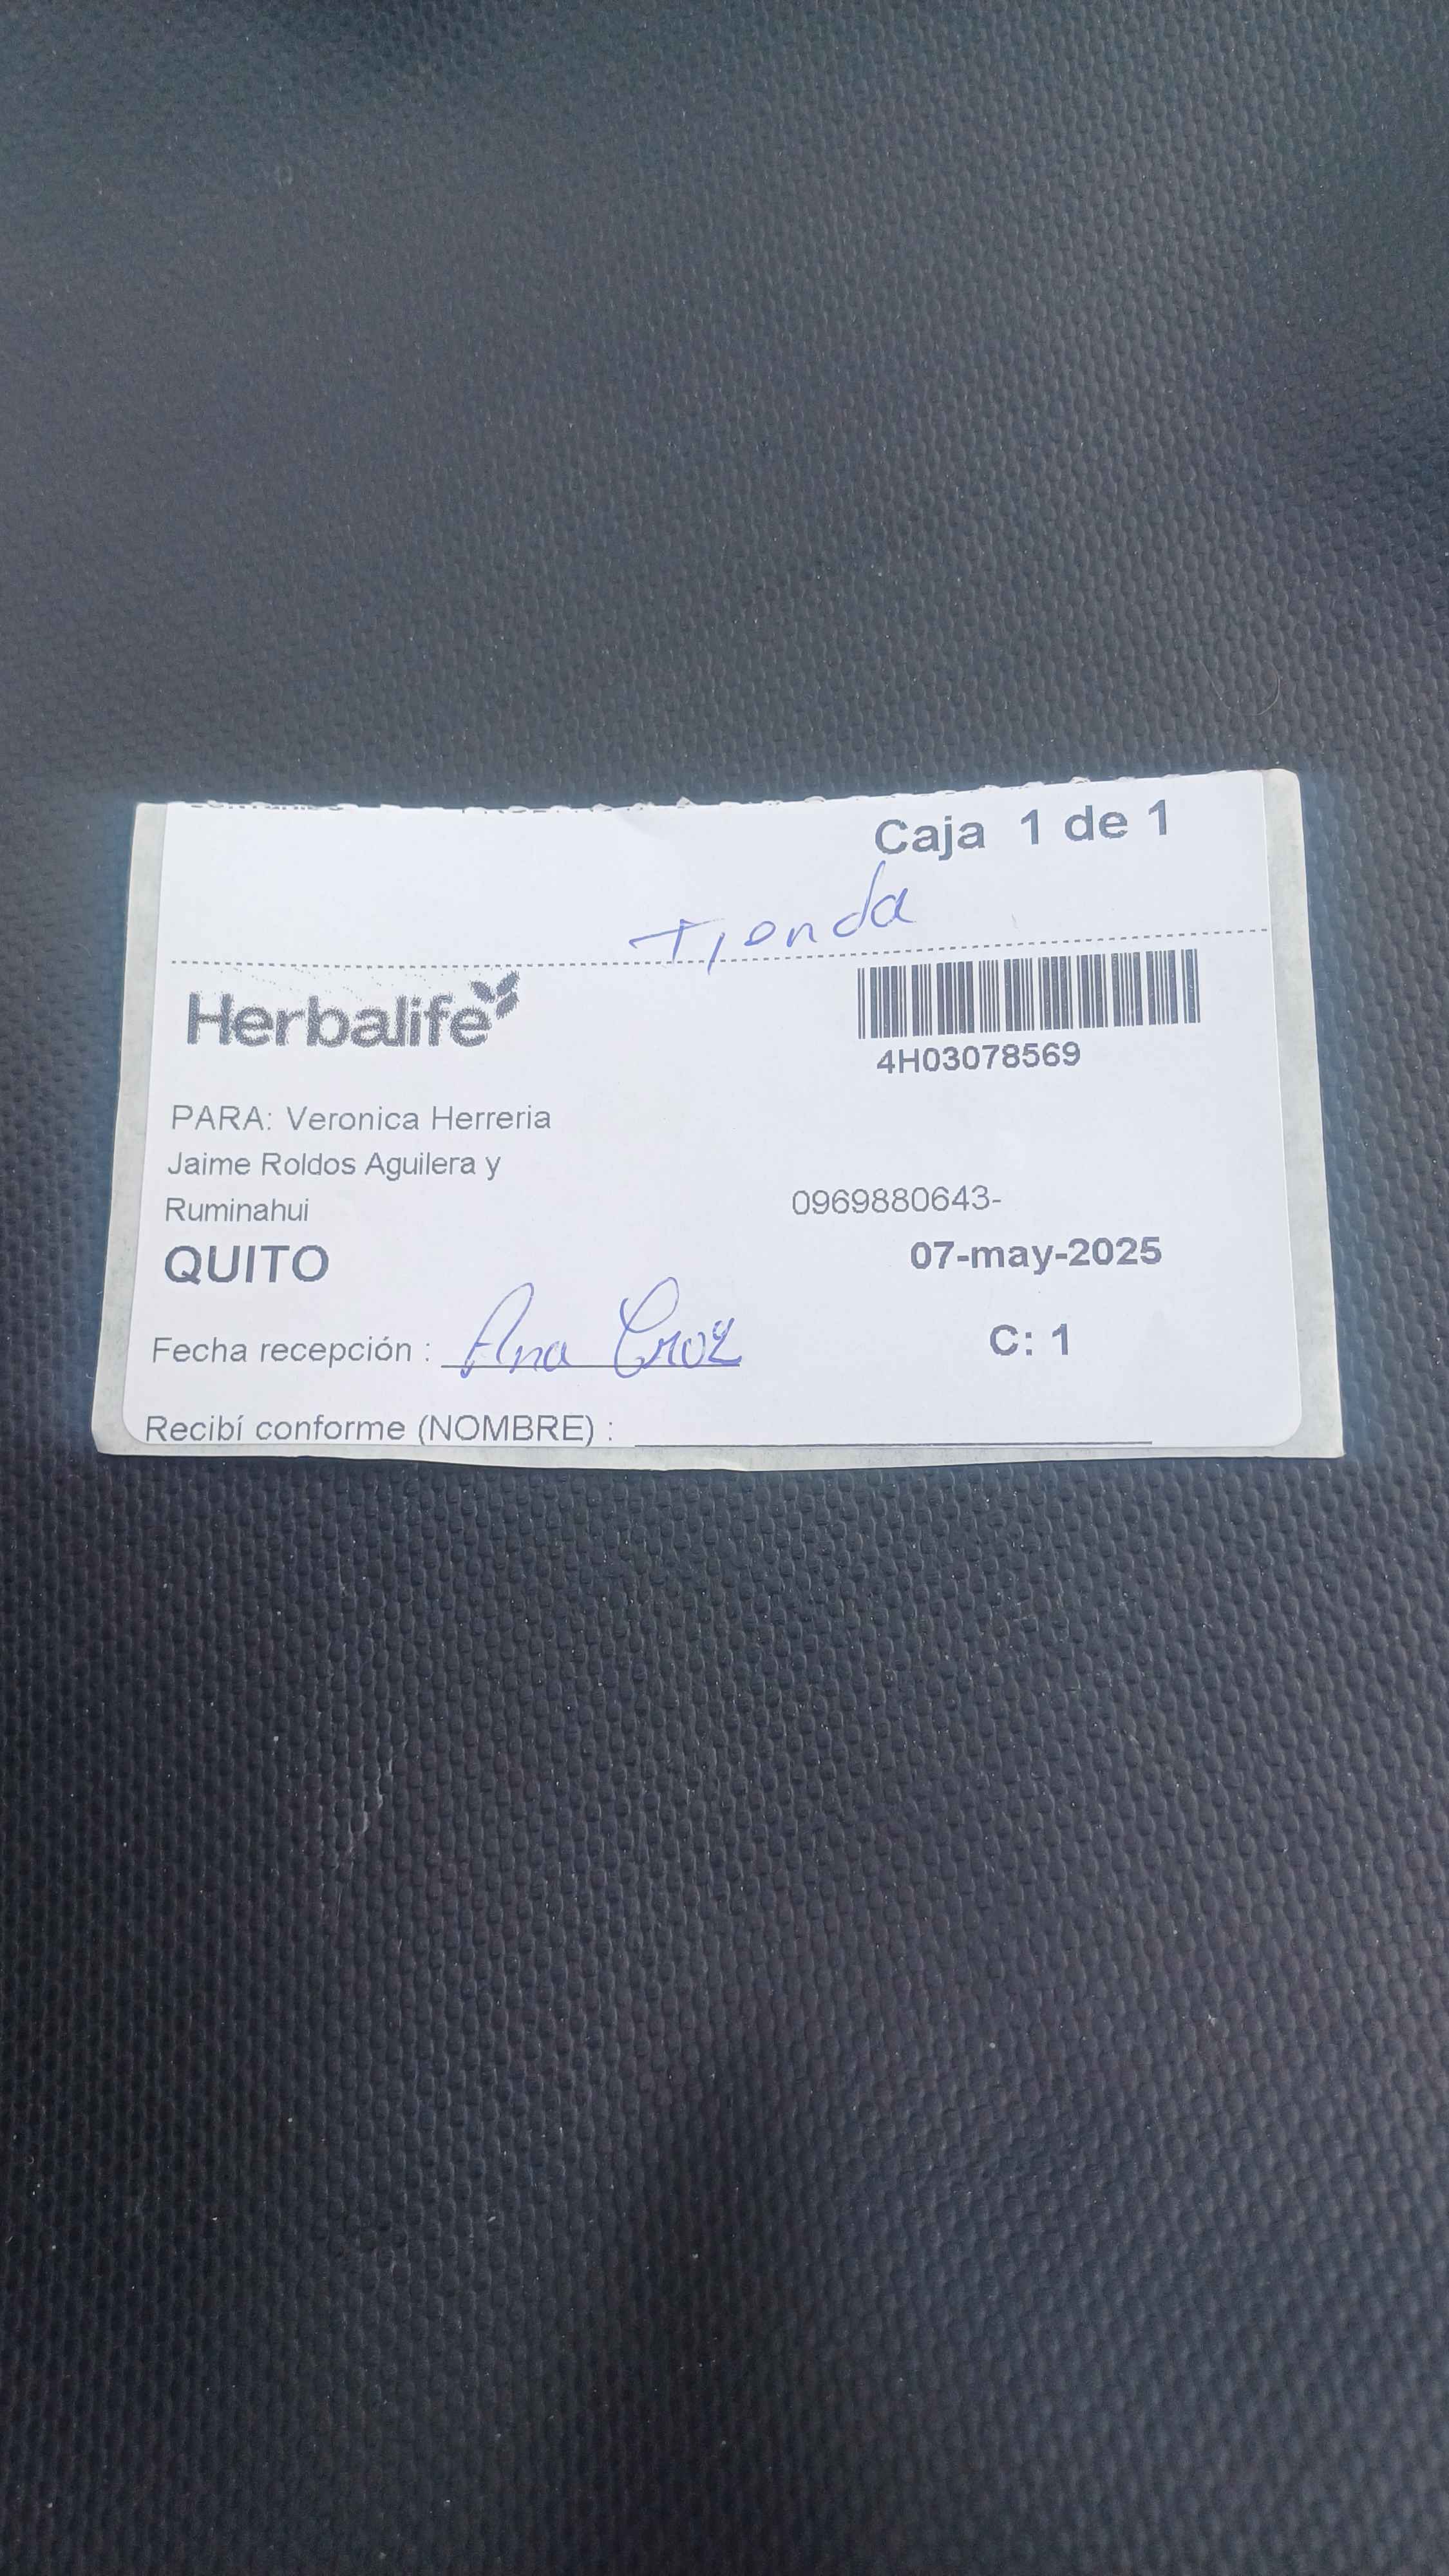 Caja 1 de 1
Tienda
Herbalife
4H03078569
PARA: Veronica Herreria
Jaime Roldos Aguilera y
Ruminahui
0969880643-
QUITO
07-may-2025
Fecha recepción : Ana Cruz
C: 1
Recibí conforme (NOMBRE) :